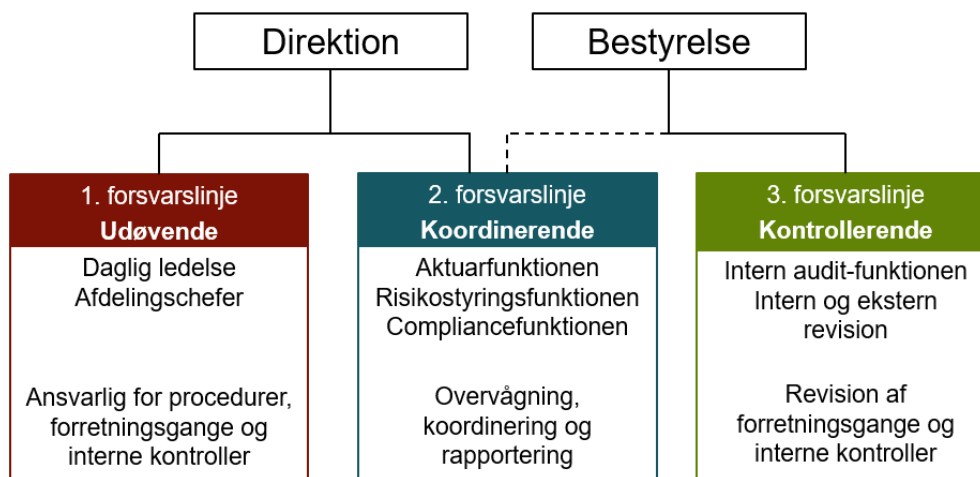 Direktion
Bestyrelse
1. forsvarslinje
Udøvende
Daglig ledelse
Afdelingschefer
Ansvarlig for procedurer,
forretningsgange og
interne kontroller
2. forsvarslinje
Koordinerende
Aktuarfunktionen
Risikostyringsfunktionen
Compliancefunktionen
Overvågning,
koordinering og
rapportering
3. forsvarslinje
Kontrollerende
Intern audit-funktionen
Intern og ekstern
revision
Revision af
forretningsgange og
interne kontroller